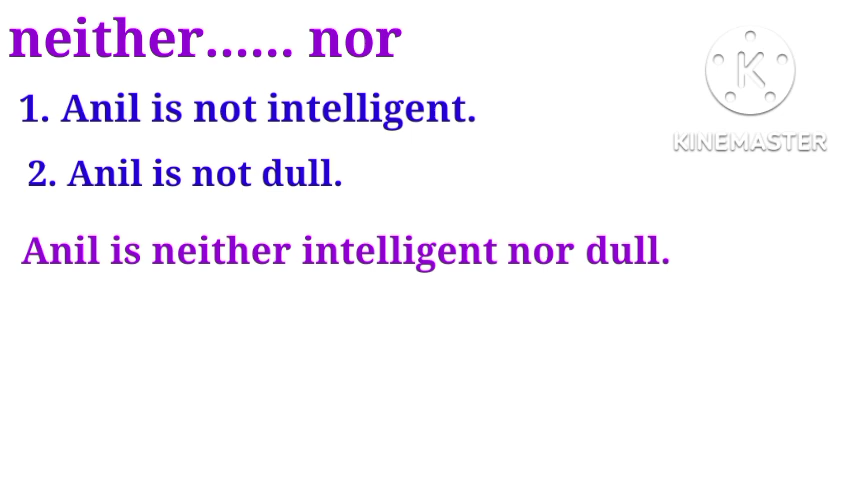 neither...... nor
1. Anil is not intelligent.
2. Anil is not dull.
Anil is neither intelligent nor dull.
K
KINEMASTER